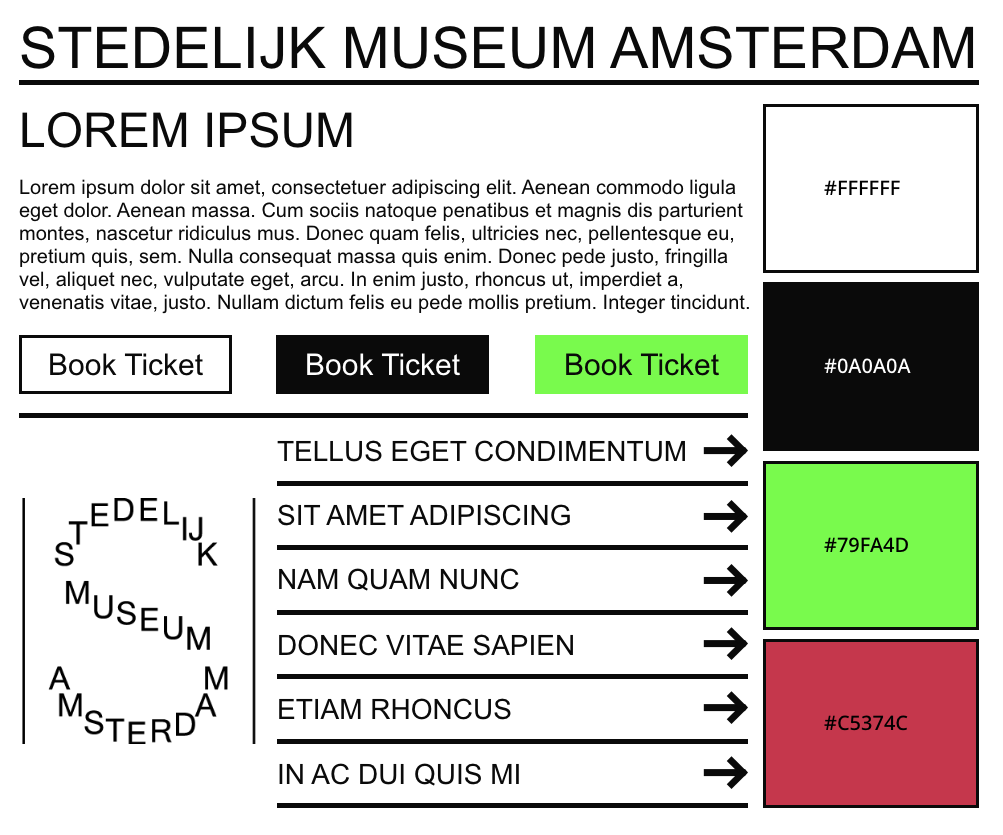 STEDELIJK MUSEUM AMSTERDAM
LOREM IPSUM
Lorem ipsum dolor sit amet, consectetuer adipiscing elit. Aenean commodo ligula
eget dolor. Aenean massa. Cum sociis natoque penatibus et magnis dis parturient
montes, nascetur ridiculus mus. Donec quam felis, ultricies nec, pellentesque eu,
pretium quis, sem. Nulla consequat massa quis enim. Donec pede justo, fringilla
vel, aliquet nec, vulputate eget, arcu. In enim justo, rhoncus ut, imperdiet a,
venenatis vitae, justo. Nullam dictum felis eu pede mollis pretium. Integer tincidunt.
Book Ticket
Book Ticket
Book Ticket
STEDELIJK
MUSEUM
AMSTERDAM
TELLUS EGET CONDIMENTUM
SIT AMET ADIPISCING
NAM QUAM NUNC
DONEC VITAE SAPIEN
ETIAM RHONCUS
IN AC DUI QUIS MI
#FFFFFF
#0A0A0A
#79FA4D
#C5374C